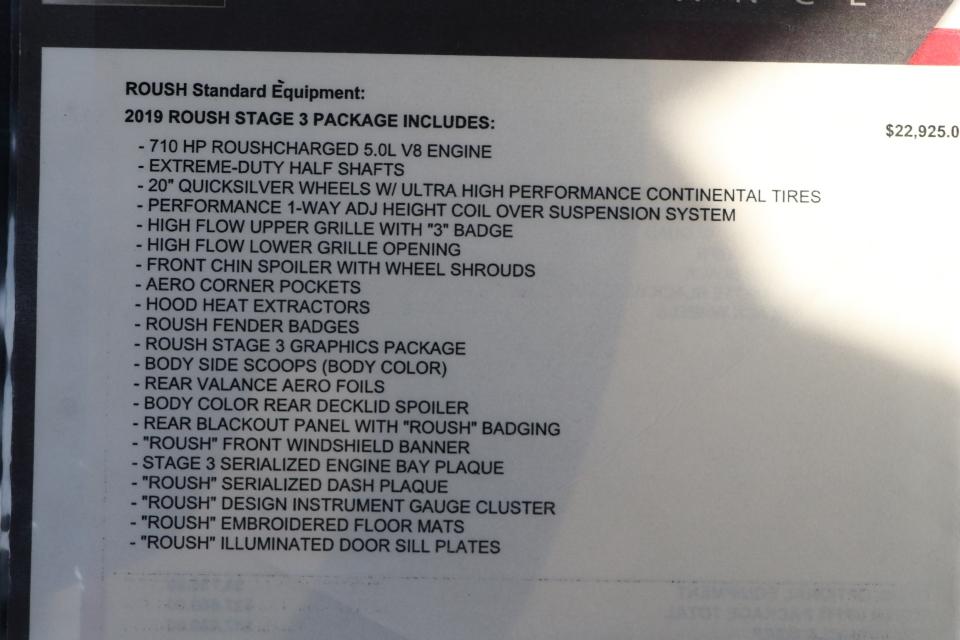 ROUSH Standard Equipment:
2019 ROUSH STAGE 3 PACKAGE INCLUDES:
$22,925.0
- 710 HP ROUSHCHARGED 5.0L V8 ENGINE
- EXTREME-DUTY HALF SHAFTS
- 20" QUICKSILVER WHEELS W/ ULTRA HIGH PERFORMANCE CONTINENTAL TIRES
- PERFORMANCE 1-WAY ADJ HEIGHT COIL OVER SUSPENSION SYSTEM
- HIGH FLOW UPPER GRILLE WITH "3" BADGE
- HIGH FLOW LOWER GRILLE OPENING
- FRONT CHIN SPOILER WITH WHEEL SHROUDS
- AERO CORNER POCKETS
- HOOD HEAT EXTRACTORS
- ROUSH FENDER BADGES
- ROUSH STAGE 3 GRAPHICS PACKAGE
- BODY SIDE SCOOPS (BODY COLOR)
- REAR VALANCE AERO FOILS
- BODY COLOR REAR DECKLID SPOILER
- REAR BLACKOUT PANEL WITH "ROUSH" BADGING
- "ROUSH" FRONT WINDSHIELD BANNER
- STAGE 3 SERIALIZED ENGINE BAY PLAQUE
- "ROUSH" SERIALIZED DASH PLAQUE
- "ROUSH" DESIGN INSTRUMENT GAUGE CLUSTER
- "ROUSH" EMBROIDERED FLOOR MATS
- "ROUSH" ILLUMINATED DOOR SILL PLATES